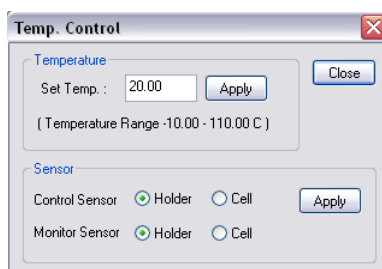 Temp. Control
Temperature
Close
Set Temp. : 20.00 Apply
( Temperature Range -10.00 - 110.00 C )
Sensor
Control Sensor Holder Cell Apply
Monitor Sensor Holder Cell